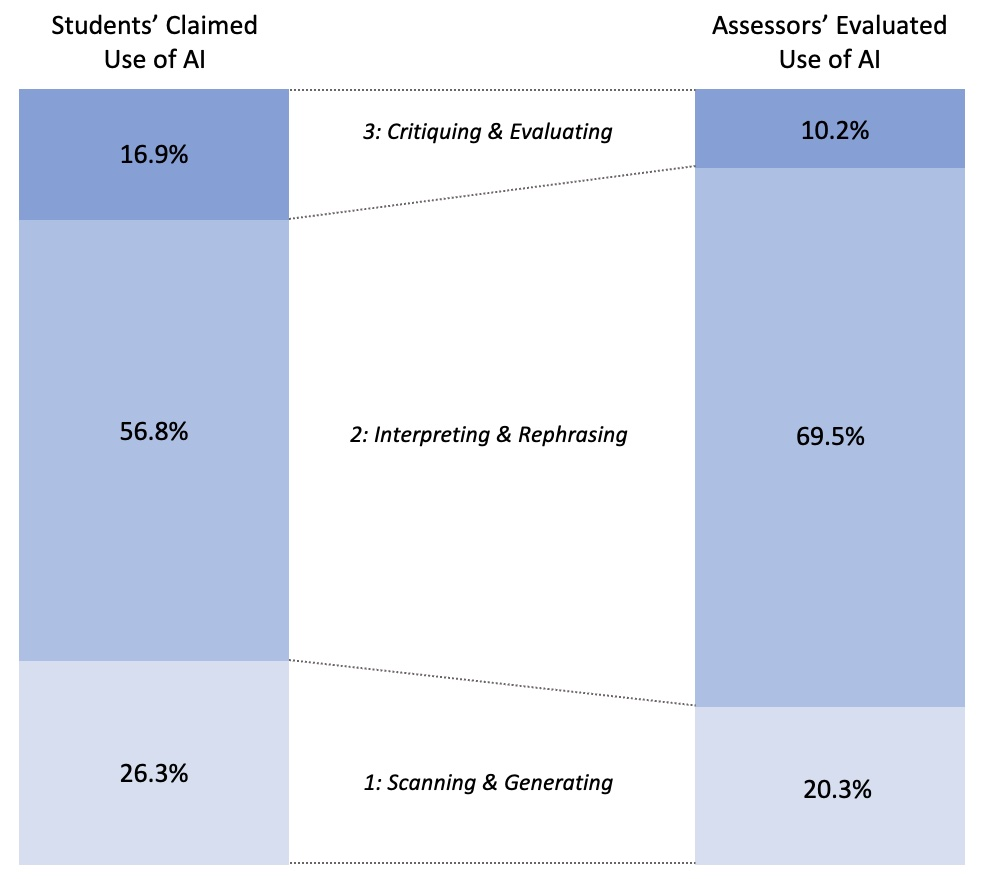 Students’ Claimed
Use of AI
Assessors’ Evaluated
Use of AI
16.9%
3: Critiquing & Evaluating
10.2%
56.8%
2: Interpreting & Rephrasing
69.5%
26.3%
1: Scanning & Generating
20.3%